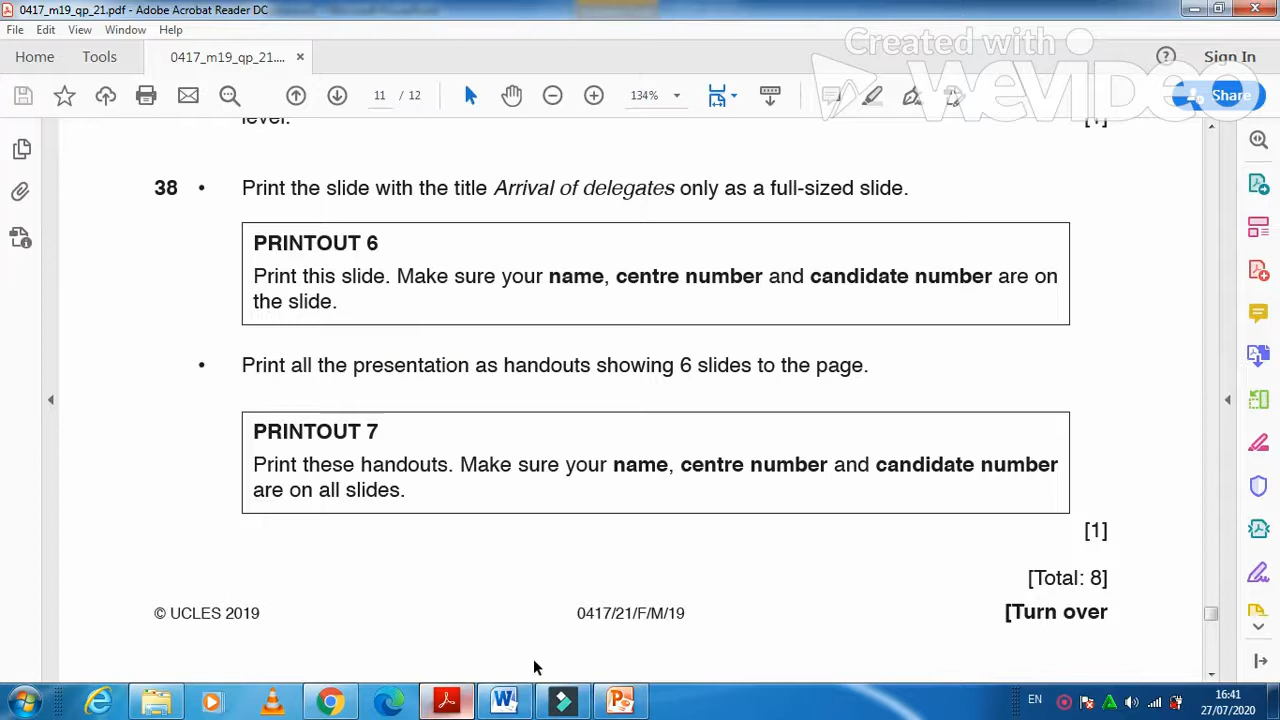 0417_m19_qp_21.pdf - Adobe Acrobat Reader DC
File Edit View Window Help
Home Tools 0417_m19_qp_21.... × Sign In
Created with
WeVideo
11 / 12 134% Share
level. [1]
38 • Print the slide with the title Arrival of delegates only as a full-sized slide.
PRINTOUT 6
Print this slide. Make sure your name, centre number and candidate number are on
the slide.
• Print all the presentation as handouts showing 6 slides to the page.
PRINTOUT 7
Print these handouts. Make sure your name, centre number and candidate number
are on all slides.
[1]
[Total: 8]
© UCLES 2019 0417/21/F/M/19 [Turn over
EN 16:41
27/07/2020